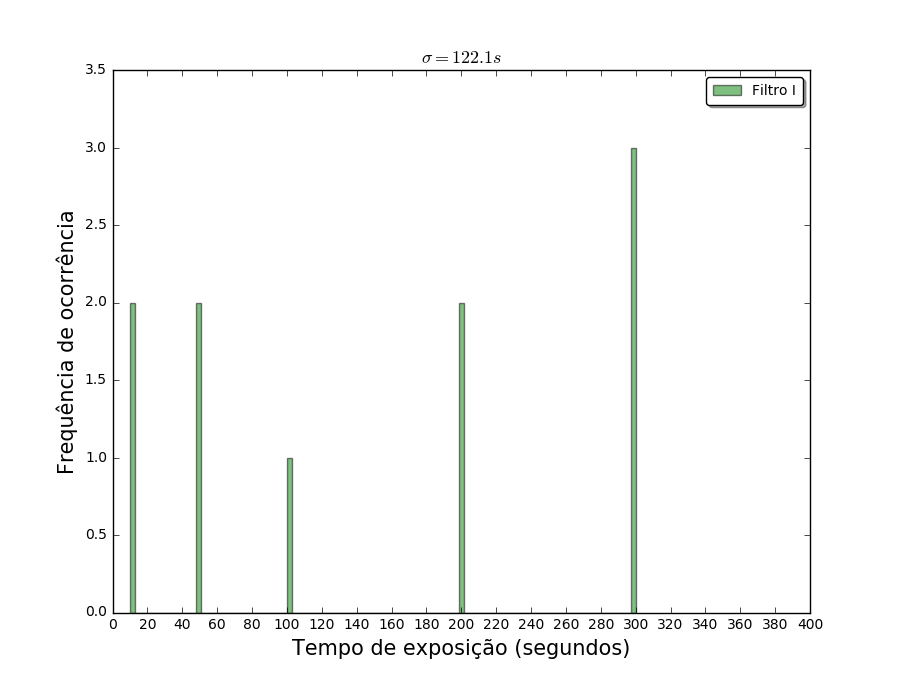 σ = 122.1s
Filtro I
3.5
3.0
2.5
2.0
1.5
1.0
0.5
0.0
Frequência de ocorrência
0 20 40 60 80 100 120 140 160 180 200 220 240 260 280 300 320 340 360 380 400
Tempo de exposição (segundos)